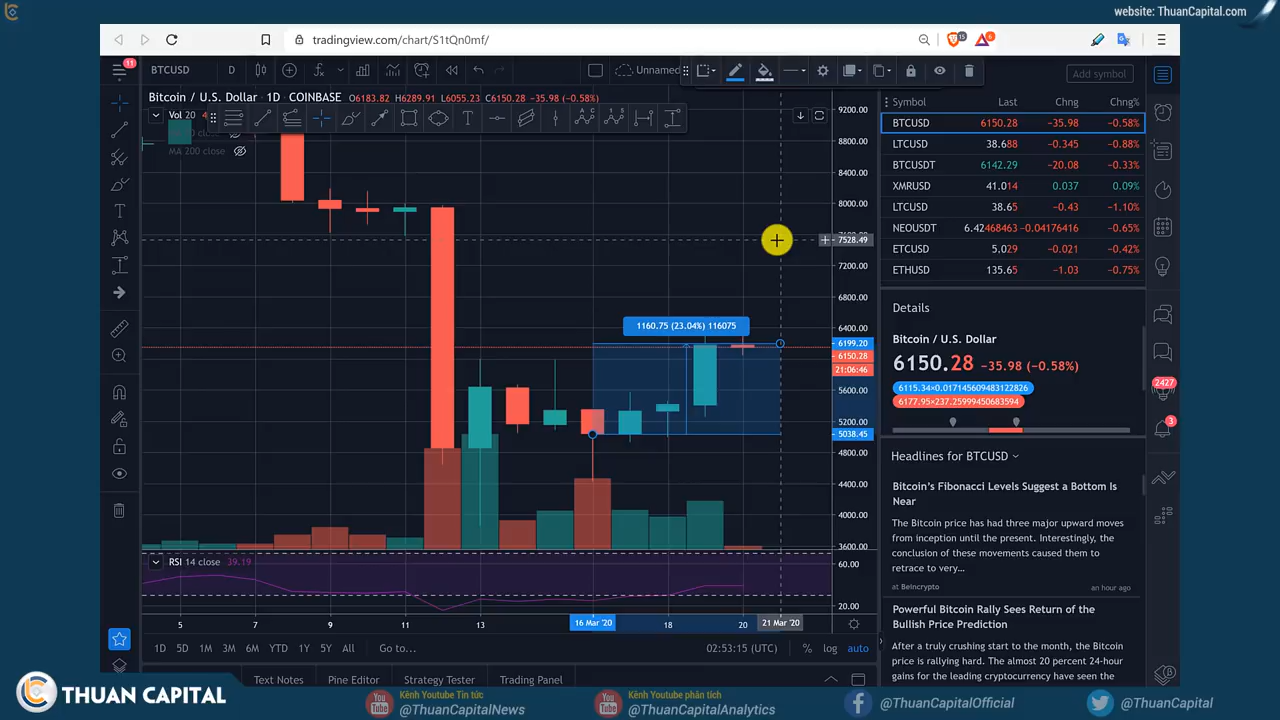 website: ThuanCapital.com
tradingview.com/chart/S1tQn0mf/
15
6
11
BTCUSD
D
Unnamed
Add symbol
Bitcoin / U.S. Dollar 1D COINBASE O6183.82 H6289.91 L6055.23 C6150.28 −35.98 (−0.58%)
Vol 20
MA 200 close
9200.00
8800.00
8400.00
8000.00
7528.49
7200.00
6800.00
6400.00
6199.20
6150.28
21:06:46
5600.00
5200.00
5038.45
4800.00
4400.00
4000.00
3600.00
1160.75 (23.04%) 116075
RSI 14 close 39.19
60.00
20.00
5
7
9
11
13
16 Mar '20
18
20
21 Mar '20
1D 5D 1M 3M 6M YTD 1Y 5Y All Go to...
02:53:15 (UTC)
% log auto
Text Notes Pine Editor Strategy Tester Trading Panel
Symbol Last Chng Chng%
BTCUSD 6150.28 −35.98 −0.58%
LTCUSD 38.688 −0.345 −0.88%
BTCUSDT 6142.29 −20.08 −0.33%
XMRUSD 41.014 0.037 0.09%
LTCUSD 38.65 −0.43 −1.10%
NEOUSDT 6.42468463 −0.04176416 −0.65%
ETCUSD 5.029 −0.021 −0.42%
ETHUSD 135.65 −1.03 −0.75%
Details
Bitcoin / U.S. Dollar
6150.28 −35.98 (−0.58%)
6115.34×0.017145609483122826
6177.95×237.25999450683594
Headlines for BTCUSD
Bitcoin's Fibonacci Levels Suggest a Bottom Is
Near
The Bitcoin price has had three major upward moves
from inception until the present. Interestingly, the
conclusion of these movements caused them to
retrace to very…
at BeInCrypto
an hour ago
Powerful Bitcoin Rally Sees Return of the
Bullish Price Prediction
After a truly crushing start to the month, the Bitcoin
price is rallying hard. The almost 20 percent 24-hour
gains for the leading cryptocurrency have seen the
2427
3
THUAN CAPITAL
You Tube
Kênh Youtube Tin tức:
@ThuanCapitalNews
You Tube
Kênh Youtube phân tích
@ThuanCapitalAnalytics
@ThuanCapitalOfficial
@ThuanCapital